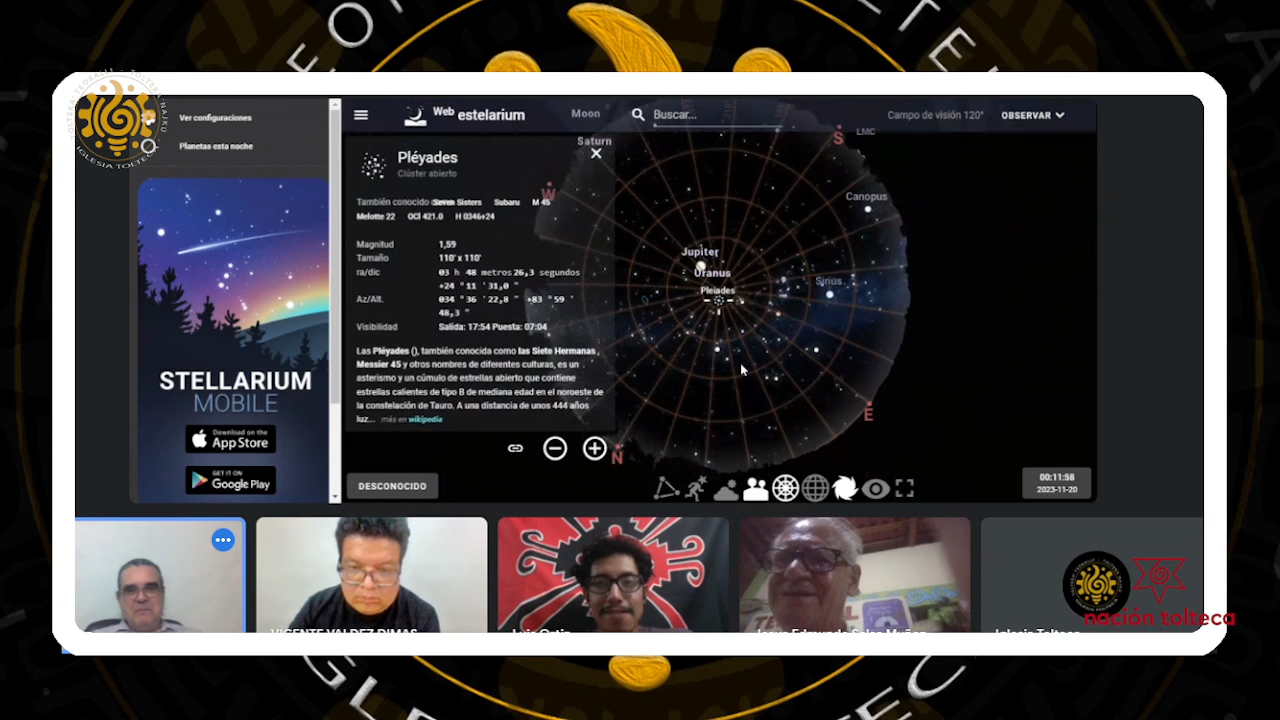 Ver configuraciones
Planetas esta noche
STELLARIUM
MOBILE
Download on the
App Store
GET IT ON
Google Play
Web estelarium
Moon
Buscar...
Campo de visión 120°
OBSERVAR
Saturn
Pléyades
Clúster abierto
También conocido como Seven Sisters Subaru M 45
Melotte 22 OCl 421.0 H 0346+24
Magnitud 1,59
Tamaño 110' x 110'
ra/dic 03 h 48 metros 26,3 segundos
+24 °11 '31,0 "
Az/Alt. 034 °36 '22,8 " +83 °59 '
48,3 "
Visibilidad Salida: 17:54 Puesta: 07:04
Las Pléyades (), también conocida como las Siete Hermanas ,
Messier 45 y otros nombres de diferentes culturas, es un
asterismo y un cúmulo de estrellas abierto que contiene
estrellas calientes de tipo B de mediana edad en el noroeste de
la constelación de Tauro. A una distancia de unos 444 años
luz... más en wikipedia
DESCONOCIDO
S
LMC
W
Canopus
Jupiter
Uranus
Pleiades
Sirius
E
N
00:11:58
2023-11-20
VICENTE VALDEZ DIMAS
Iglesia Tolteca
nación tolteca
IGLESIA TOLTECA